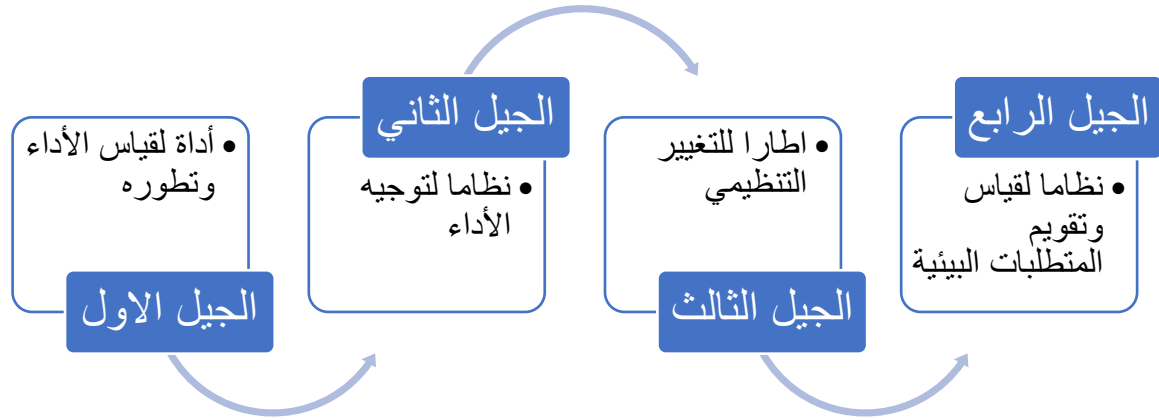 • أداة لقياس الأداء
وتطوره
الجيل الاول
الجيل الثاني
• نظاما لتوجيه
الأداء
• اطارا للتغيير
التنظيمي
الجيل الثالث
الجيل الرابع
• نظاما لقياس
وتقويم
المتطلبات البيئية